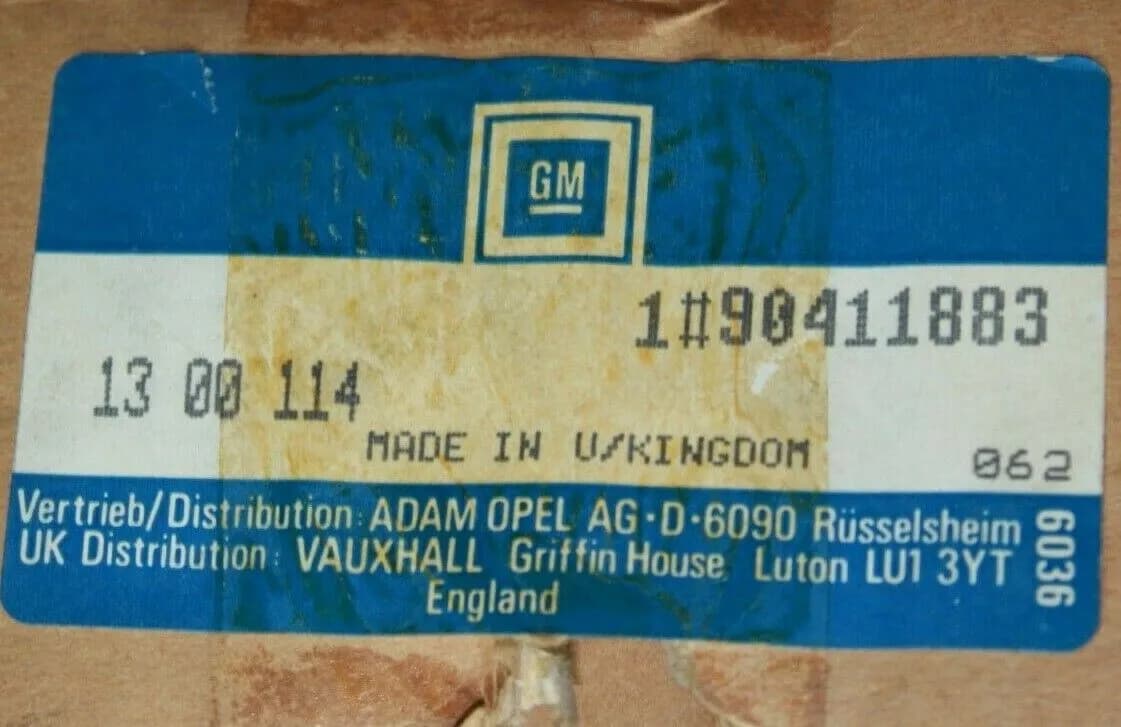 GM
1#90411883
13 00 114
MADE IN U/KINGDOM
062
Vertrieb/Distribution: ADAM OPEL AG·D·6090 Rüsselsheim
UK Distribution: VAUXHALL Griffin House Luton LU1 3YT
England
6036